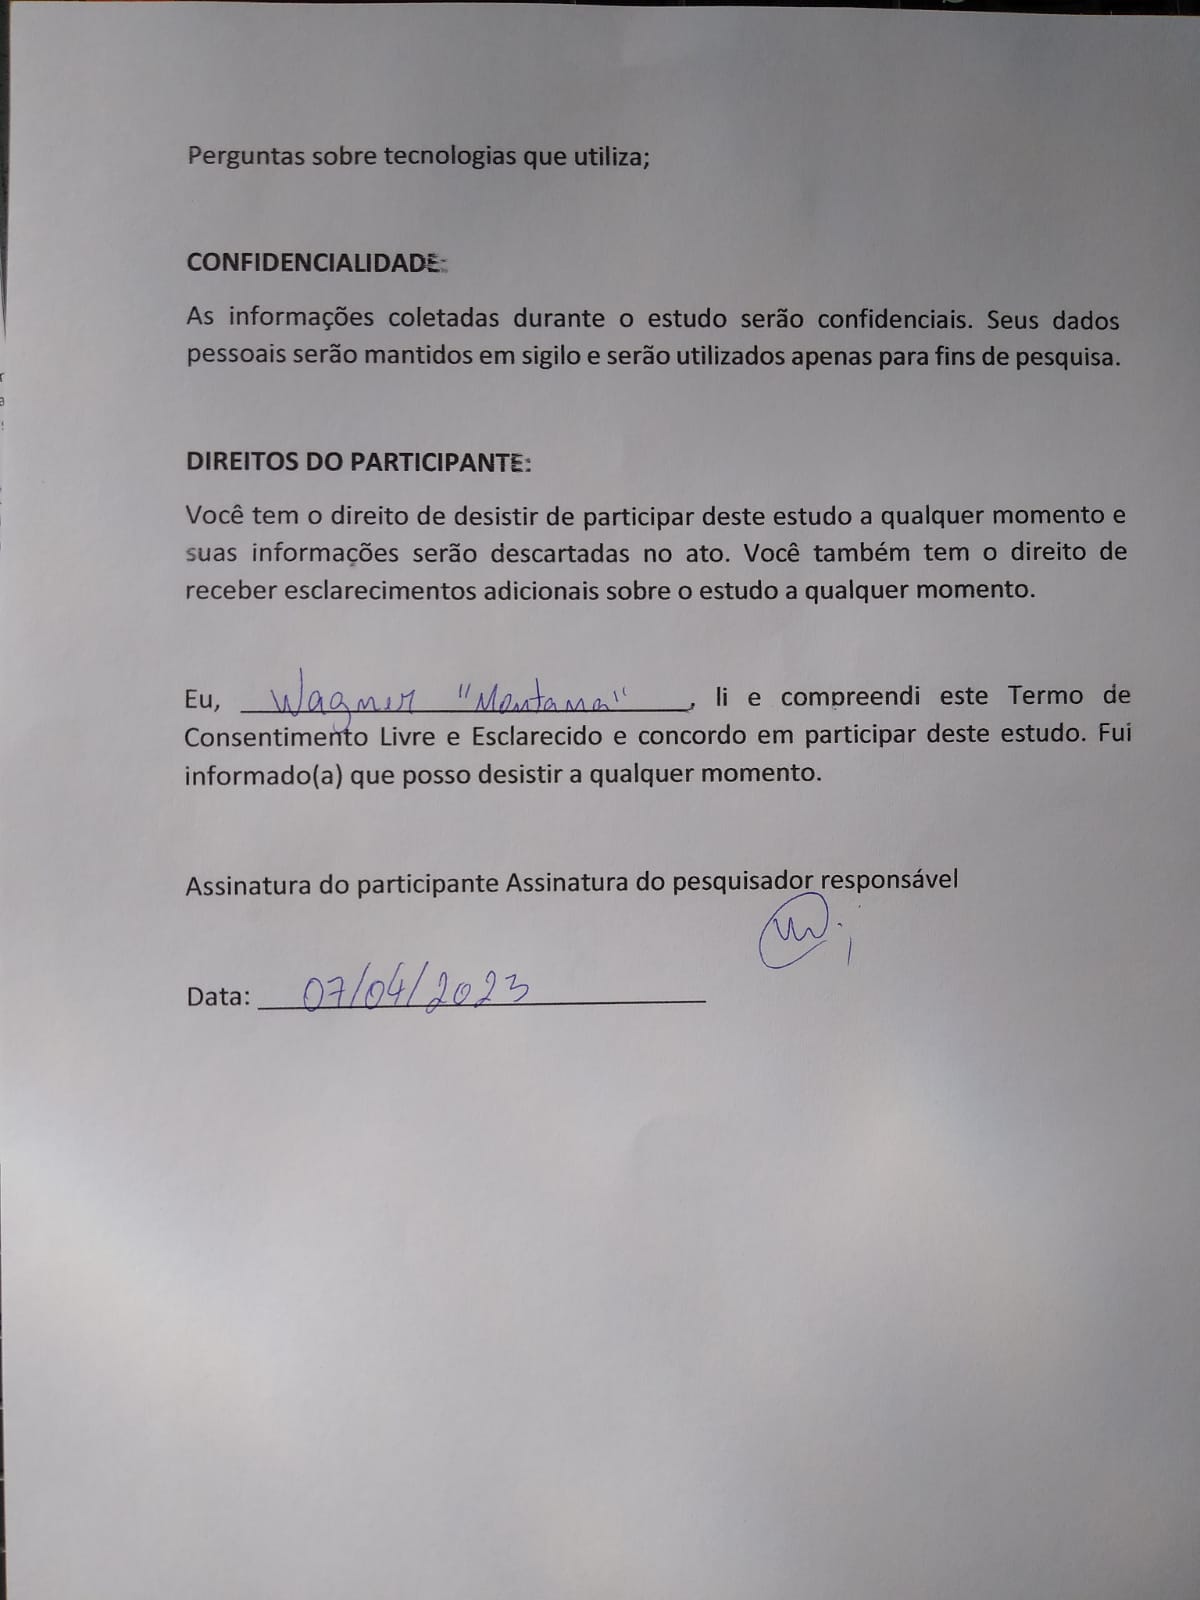 Perguntas sobre tecnologias que utiliza;
CONFIDENCIALIDADE:
As informações coletadas durante o estudo serão confidenciais. Seus dados
pessoais serão mantidos em sigilo e serão utilizados apenas para fins de pesquisa.
DIREITOS DO PARTICIPANTE:
Você tem o direito de desistir de participar deste estudo a qualquer momento e
suas informações serão descartadas no ato. Você também tem o direito de
receber esclarecimentos adicionais sobre o estudo a qualquer momento.
Eu, Wagner "Montana", li e compreendi este Termo de
Consentimento Livre e Esclarecido e concordo em participar deste estudo. Fui
informado(a) que posso desistir a qualquer momento.
Assinatura do participante Assinatura do pesquisador responsável
Data: 07/04/2023